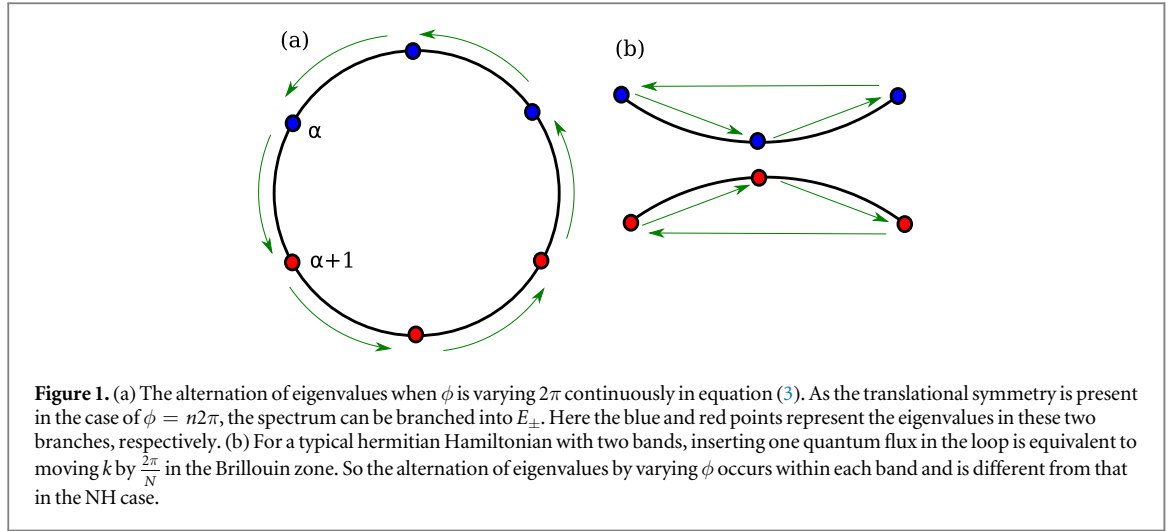 (a)
(b)
α
α+1
Figure 1. (a) The alternation of eigenvalues when ϕ is varying 2π continuously in equation (3). As the translational symmetry is present
in the case of ϕ = n2π, the spectrum can be branched into E±. Here the blue and red points represent the eigenvalues in these two
branches, respectively. (b) For a typical hermitian Hamiltonian with two bands, inserting one quantum flux in the loop is equivalent to
moving k by 2π/N in the Brillouin zone. So the alternation of eigenvalues by varying ϕ occurs within each band and is different from that
in the NH case.